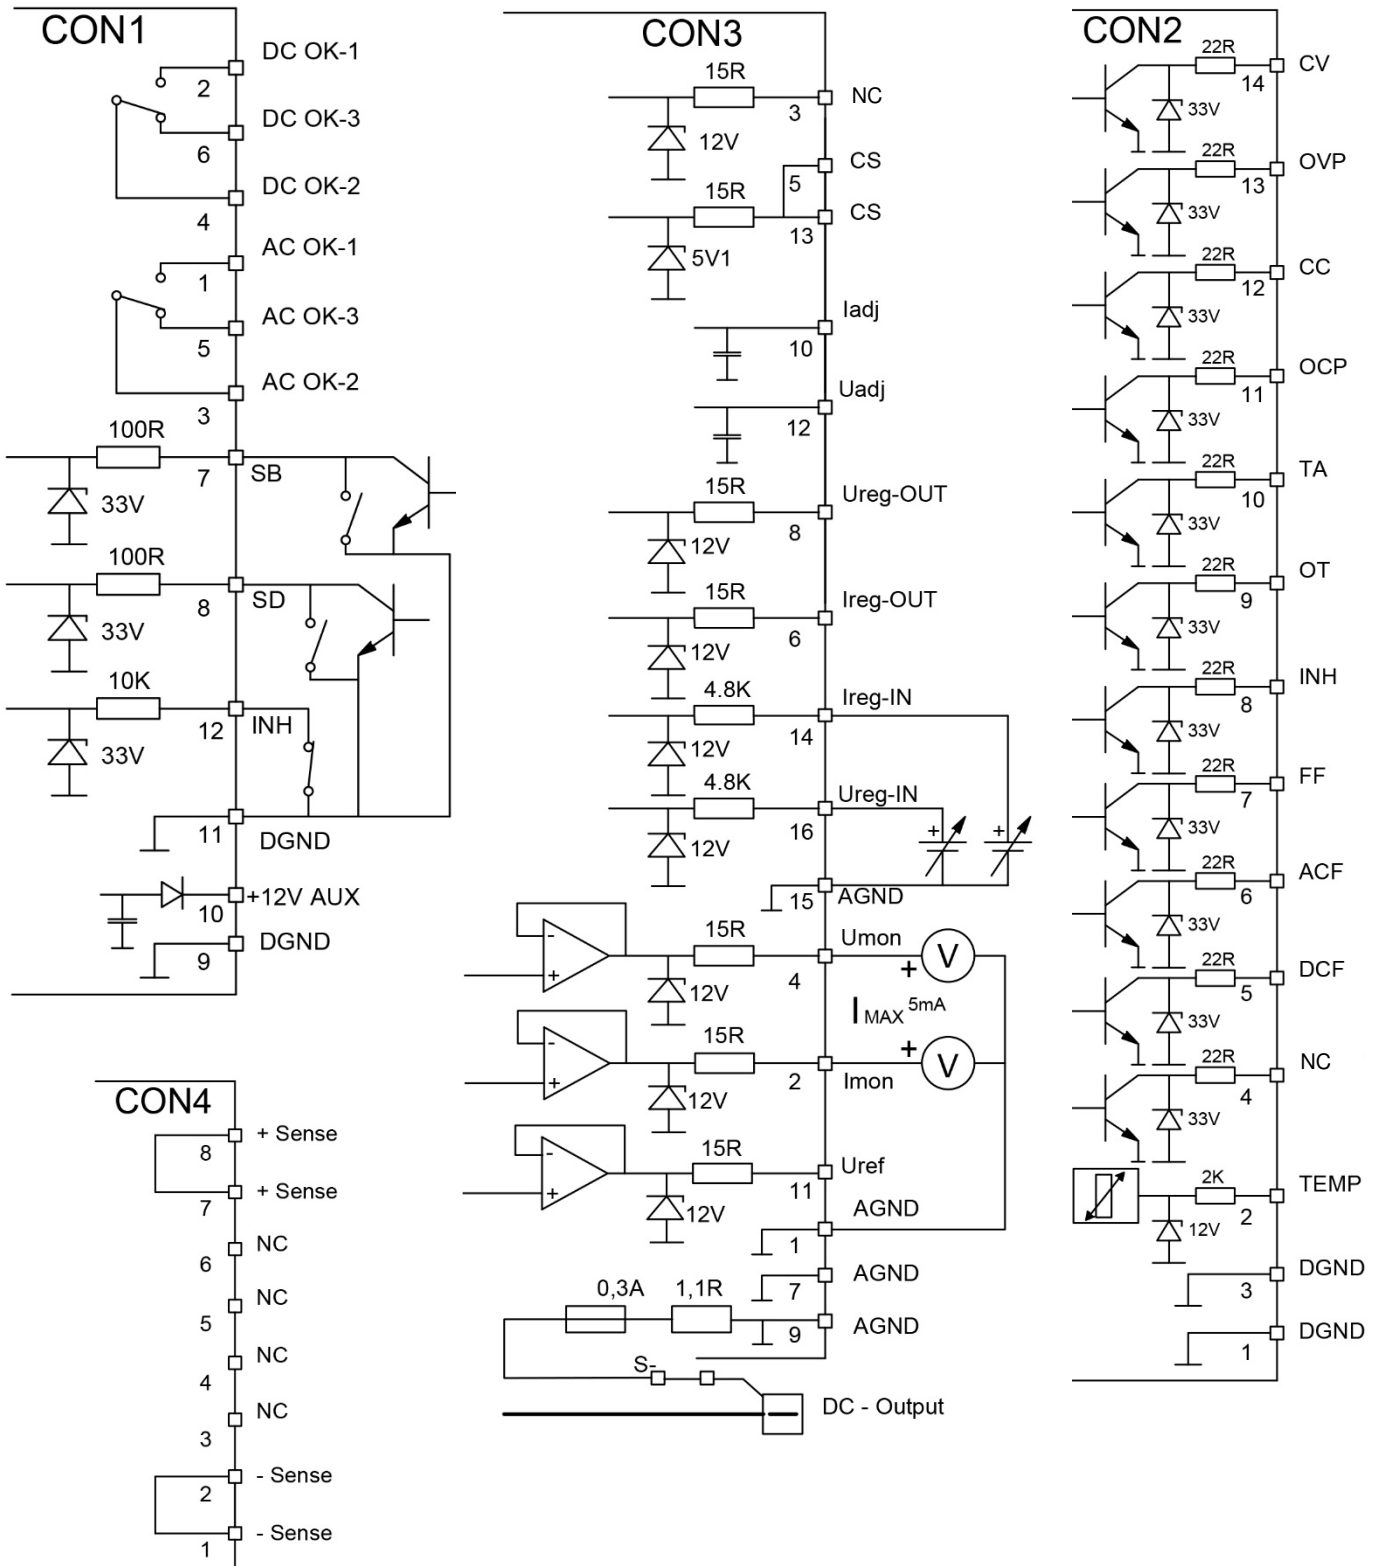 CON1
DC OK-1
2
DC OK-3
6
DC OK-2
4
AC OK-1
1
AC OK-3
5
AC OK-2
3
100R
7
SB
33V
100R
8
SD
33V
10K
12
INH
33V
11
DGND
10
+12V AUX
9
DGND
CON4
8
+ Sense
7
+ Sense
6
NC
5
NC
4
NC
3
NC
2
- Sense
1
- Sense
CON3
15R
3
NC
12V
CS
5
15R
13
CS
5V1
Iadj
10
Uadj
12
15R
Ureg-OUT
8
12V
15R
Ireg-OUT
6
12V
4.8K
Ireg-IN
14
12V
4.8K
Ureg-IN
16
12V
+
+
15
AGND
-
+
15R
Umon
4
+
V
12V
I MAX 5mA
-
+
15R
2
Imon
+
V
12V
-
+
15R
Uref
11
12V
AGND
1
AGND
7
0,3A
1,1R
AGND
9
S-
DC - Output
CON2
22R
14
CV
33V
22R
13
OVP
33V
22R
12
CC
33V
22R
11
OCP
33V
22R
10
TA
33V
22R
9
OT
33V
22R
8
INH
33V
22R
7
FF
33V
22R
6
ACF
33V
22R
5
DCF
33V
22R
4
NC
33V
2K
2
TEMP
12V
3
DGND
1
DGND